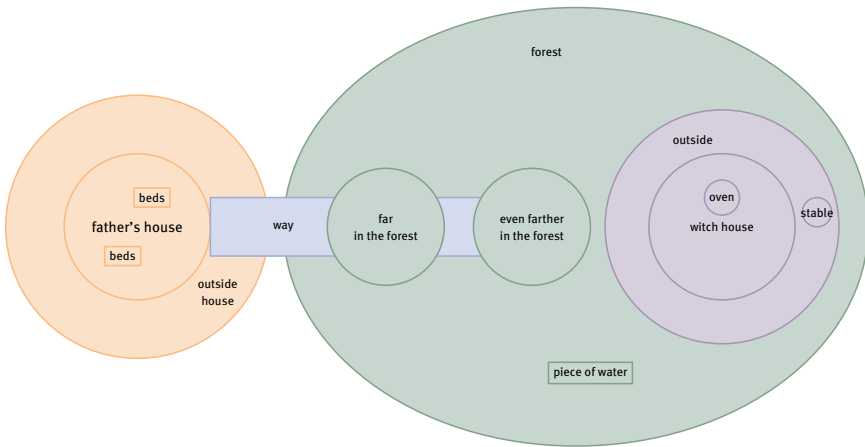 forest
outside
beds
oven
stable
father's house
way
far
in the forest
even farther
in the forest
witch house
beds
outside
house
piece of water